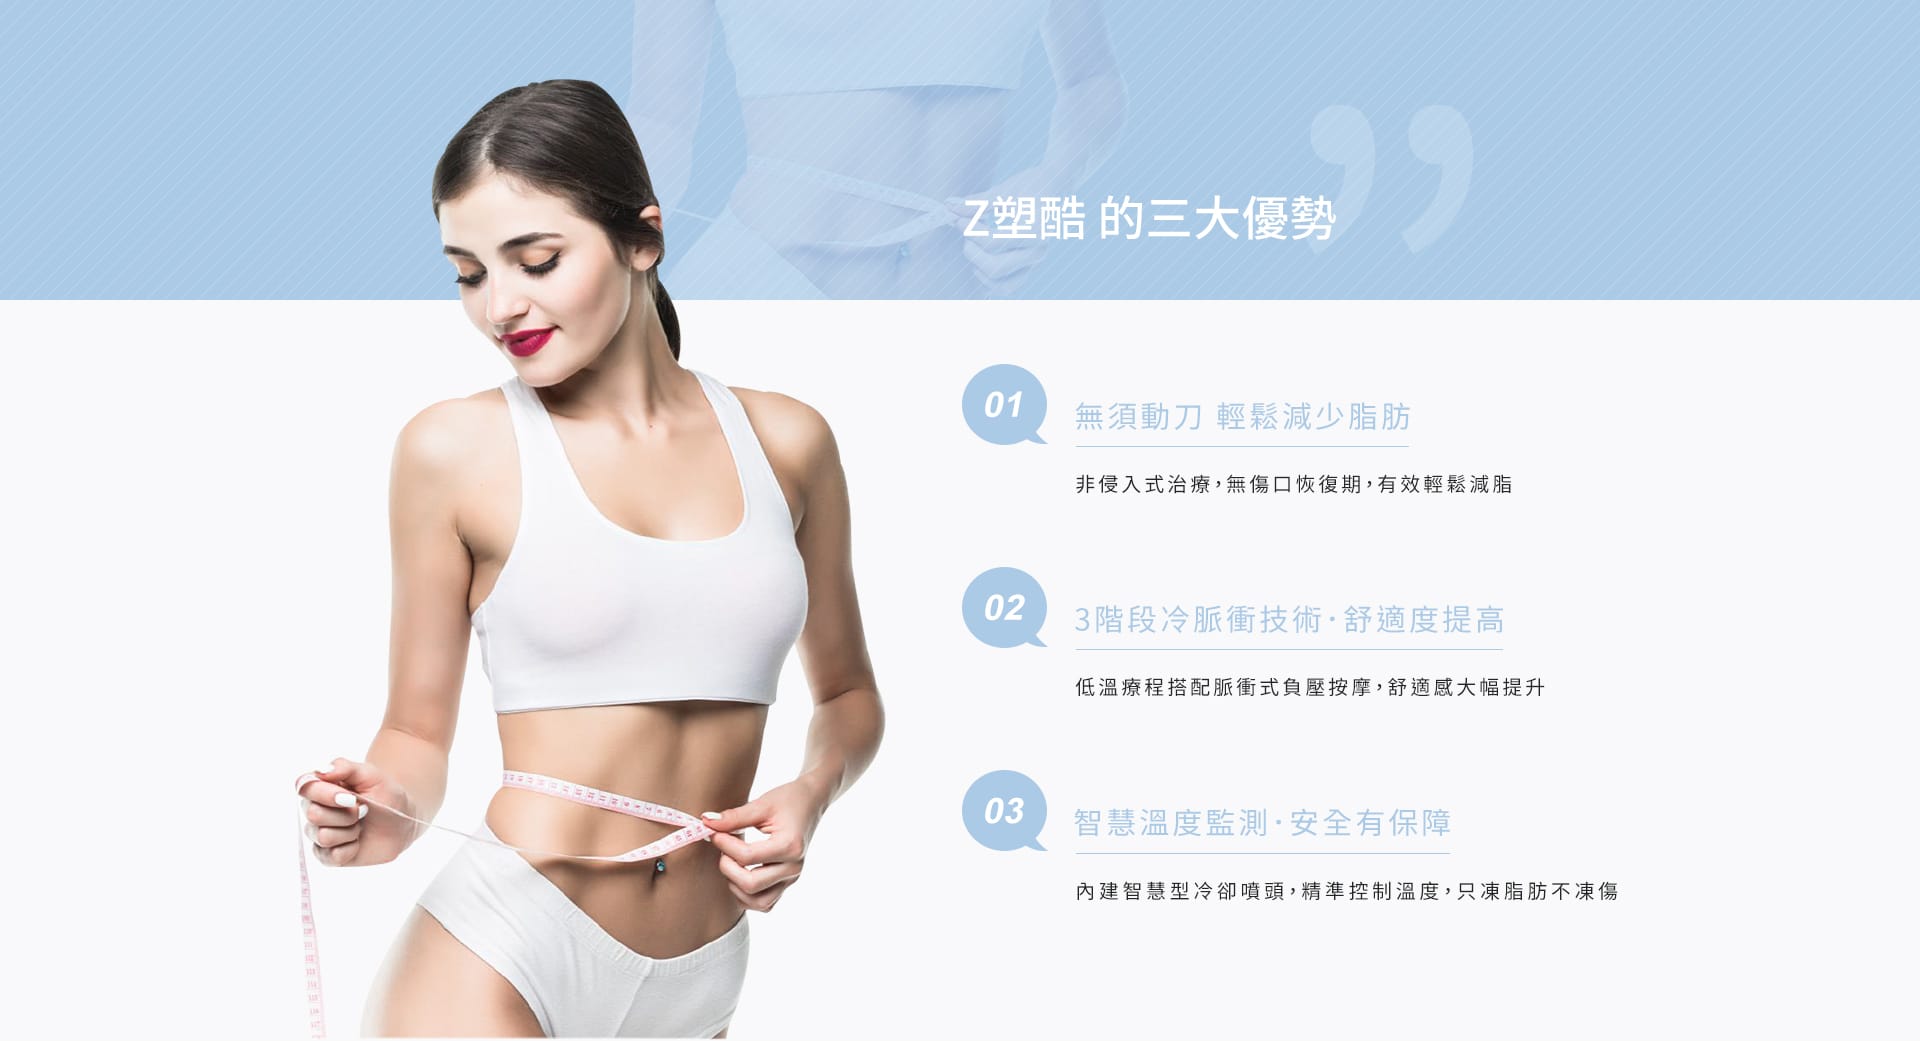 Z塑酷 的三大優勢
01
無須動刀 輕鬆減少脂肪
非侵入式治療，無傷口恢復期，有效輕鬆減脂
02
3階段冷脈衝技術·舒適度提高
低溫療程搭配脈衝式負壓按摩，舒適感大幅提升
03
智慧溫度監測·安全有保障
內建智慧型冷卻噴頭，精準控制溫度，只凍脂肪不凍傷